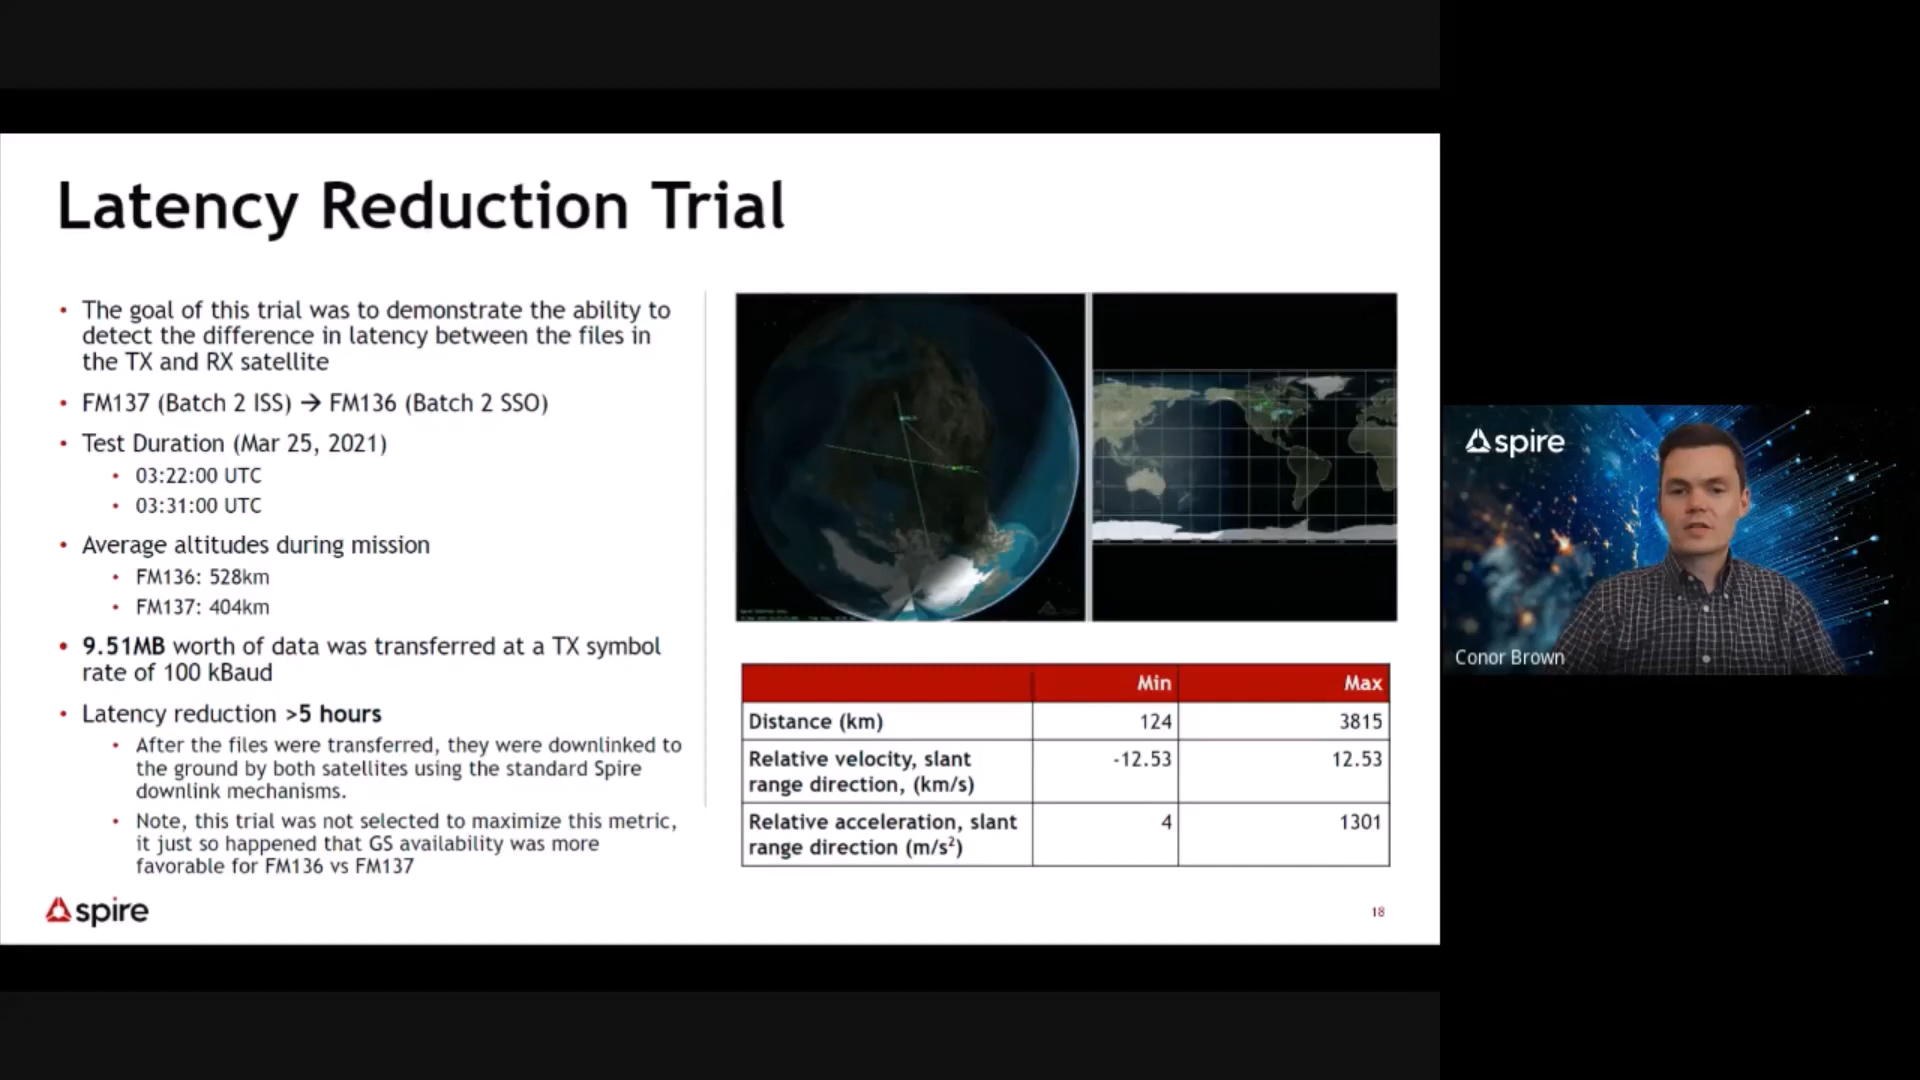 Latency Reduction Trial
• The goal of this trial was to demonstrate the ability to
detect the difference in latency between the files in
the TX and RX satellite
• FM137 (Batch 2 ISS) → FM136 (Batch 2 SSO)
• Test Duration (Mar 25, 2021)
• 03:22:00 UTC
• 03:31:00 UTC
• Average altitudes during mission
• FM136: 528km
• FM137: 404km
• 9.51MB worth of data was transferred at a TX symbol
rate of 100 kBaud
• Latency reduction >5 hours
• After the files were transferred, they were downlinked to
the ground by both satellites using the standard Spire
downlink mechanisms.
• Note, this trial was not selected to maximize this metric,
it just so happened that GS availability was more
favorable for FM136 vs FM137
Min Max
Distance (km) 124 3815
Relative velocity, slant -12.53 12.53
range direction, (km/s)
Relative acceleration, slant 4 1301
range direction (m/s²)
spire
18
spire
Conor Brown